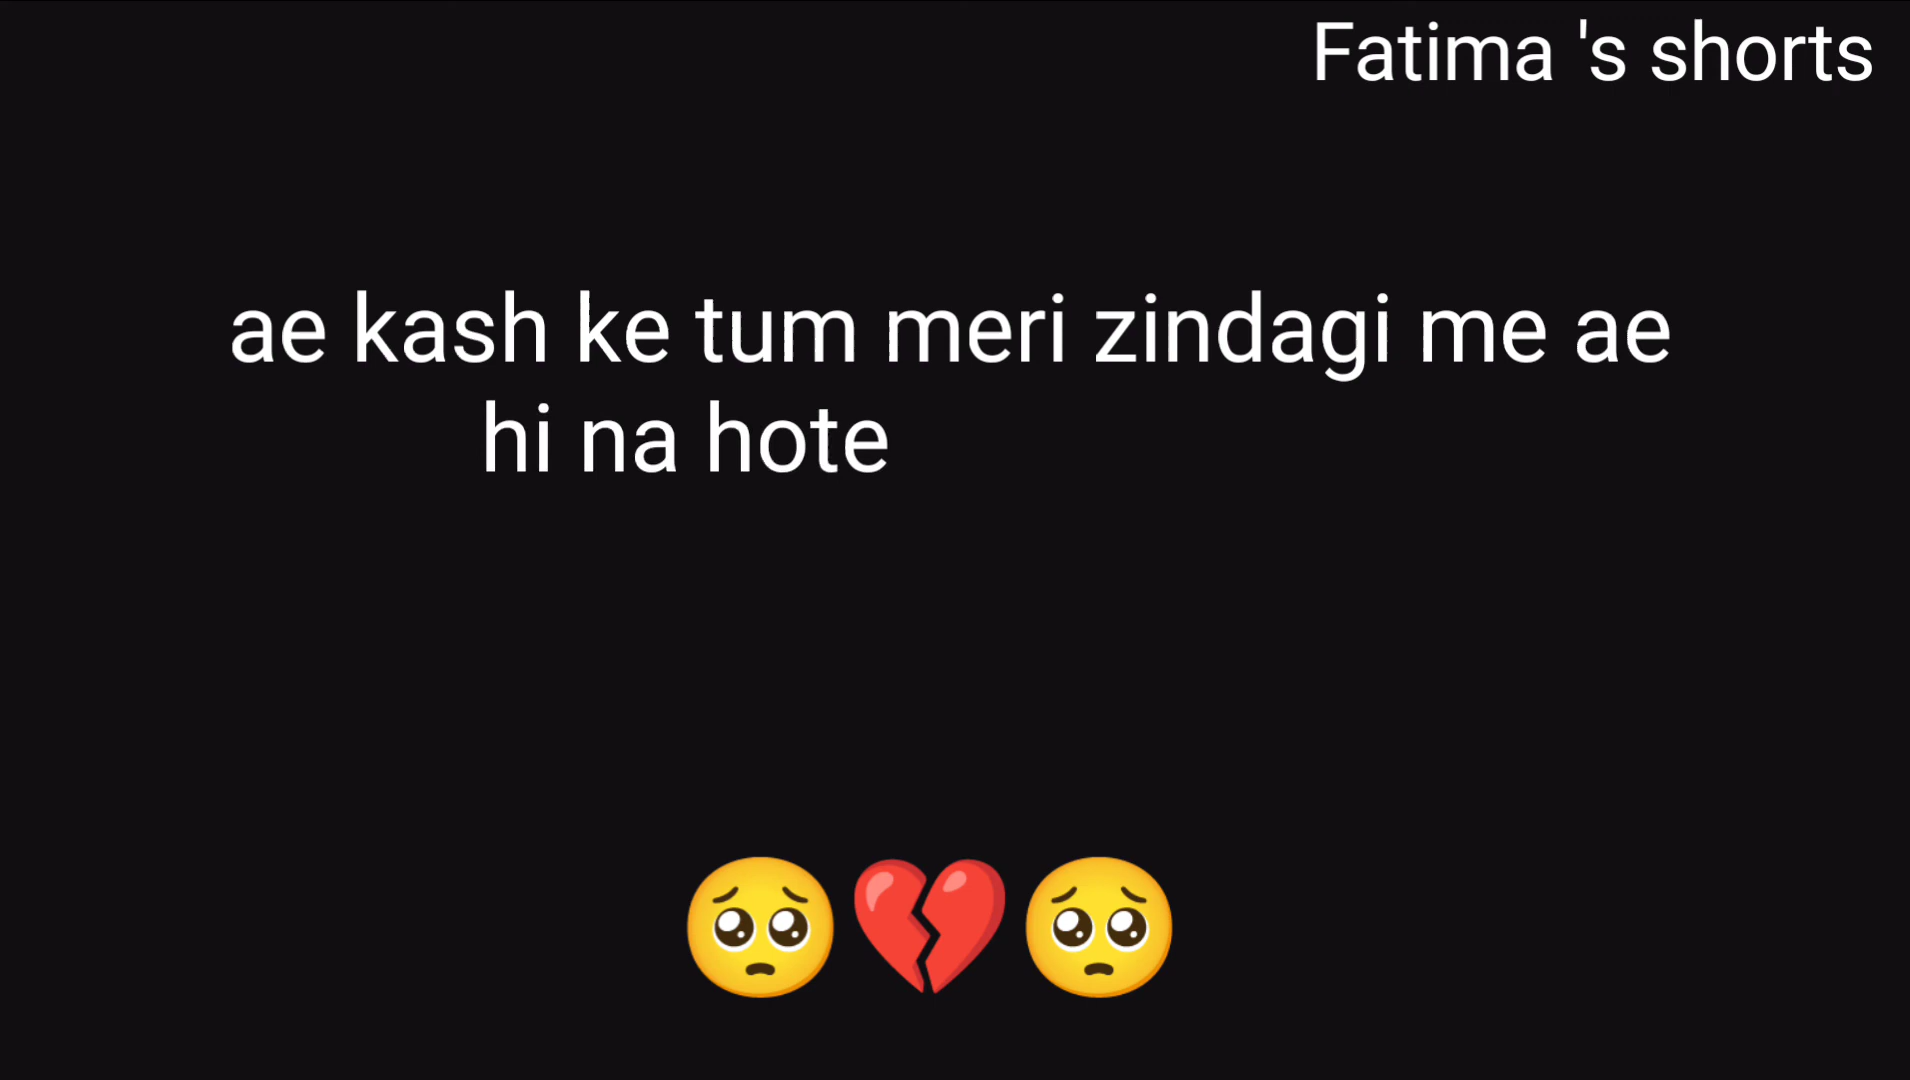 Fatima 's shorts
ae kash ke tum meri zindagi me ae
hi na hote
🥺💔🥺